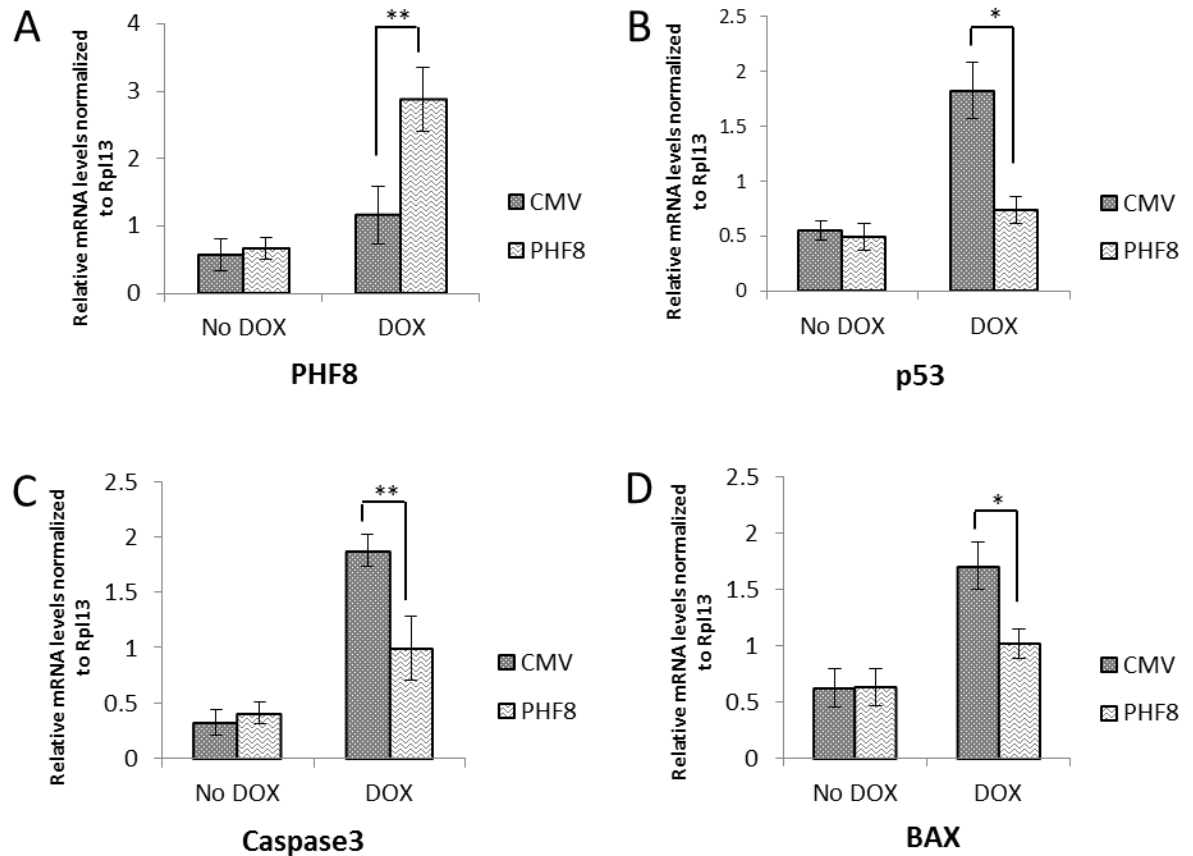 A
Relative mRNA levels normalized
to Rpl13
4
3
2
1
0
**
No DOX
DOX
CMV
PHF8
PHF8
B
Relative mRNA levels normalized
to Rpl13
2.5
2
1.5
1
0.5
0
*
No DOX
DOX
CMV
PHF8
p53
C
Relative mRNA levels normalized
to Rpl13
2.5
2
1.5
1
0.5
0
**
No DOX
DOX
CMV
PHF8
Caspase3
D
Relative mRNA levels normalized
to Rpl13
2.5
2
1.5
1
0.5
0
*
No DOX
DOX
CMV
PHF8
BAX